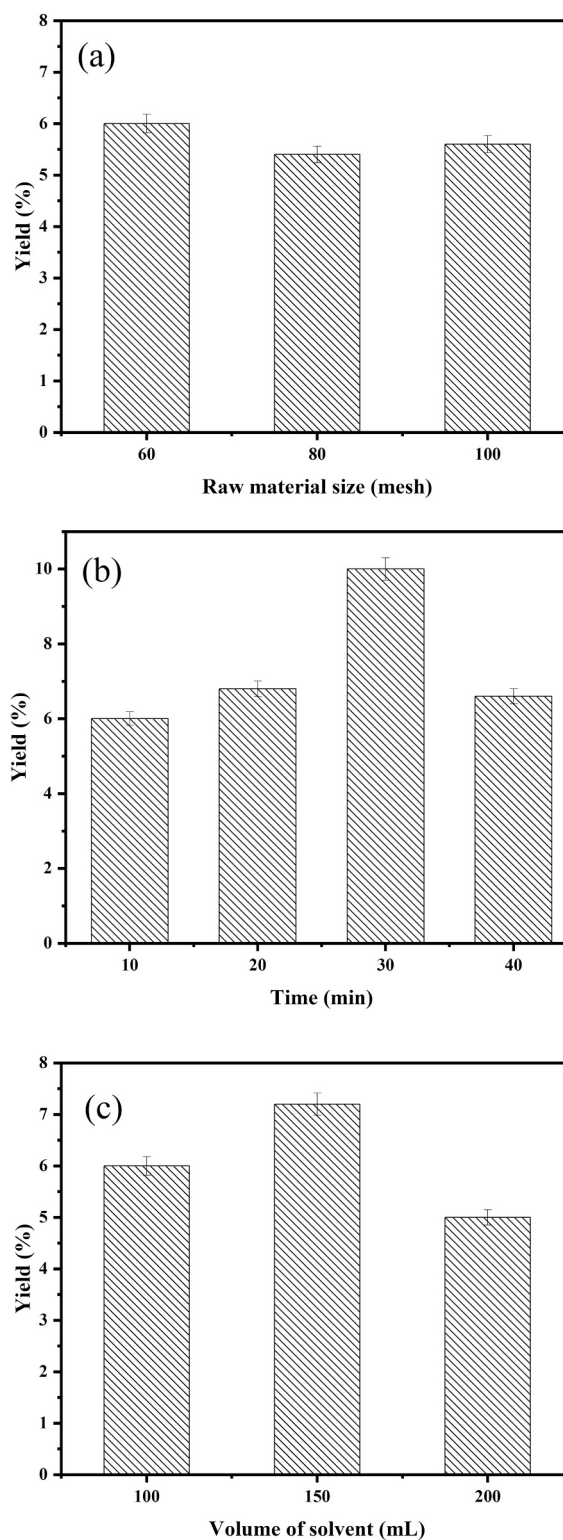 (a)
8
7
6
5
4
3
2
1
0
Yield (%)
60 80 100
Raw material size (mesh)
(b)
10
8
6
4
2
0
Yield (%)
10 20 30 40
Time (min)
(c)
8
7
6
5
4
3
2
1
0
Yield (%)
100 150 200
Volume of solvent (mL)